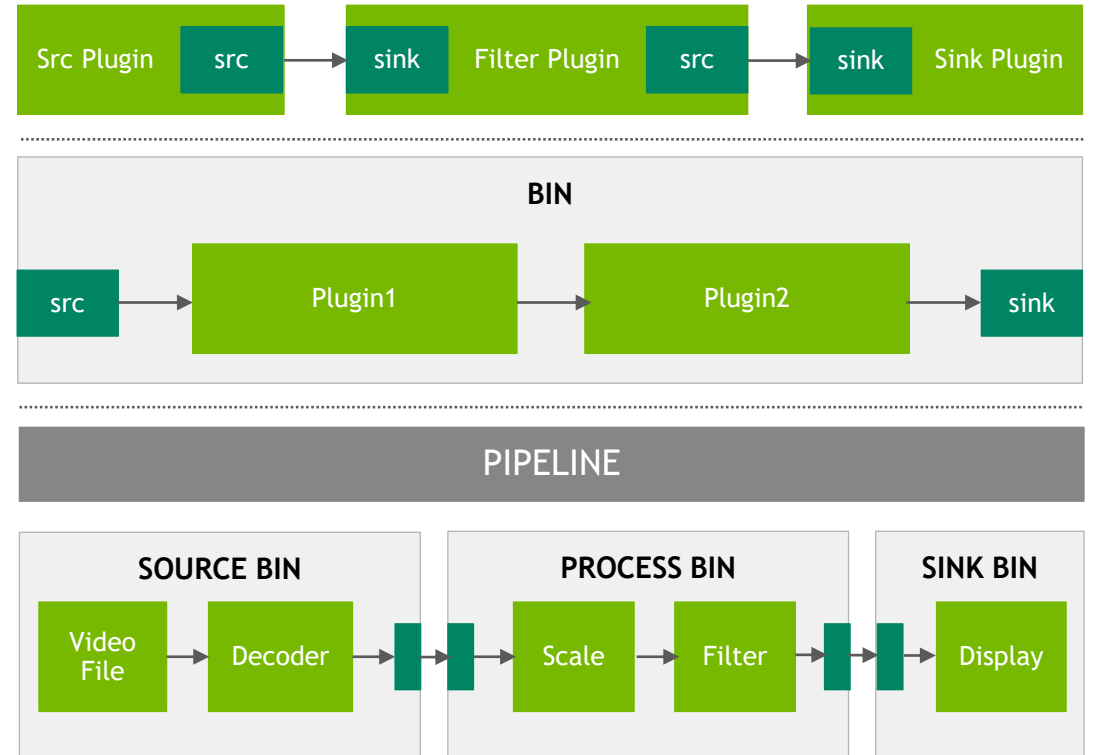 Src Plugin src sink Filter Plugin src sink Sink Plugin
BIN
src Plugin1 Plugin2 sink
PIPELINE
SOURCE BIN PROCESS BIN SINK BIN
Video
File
Decoder Scale Filter Display